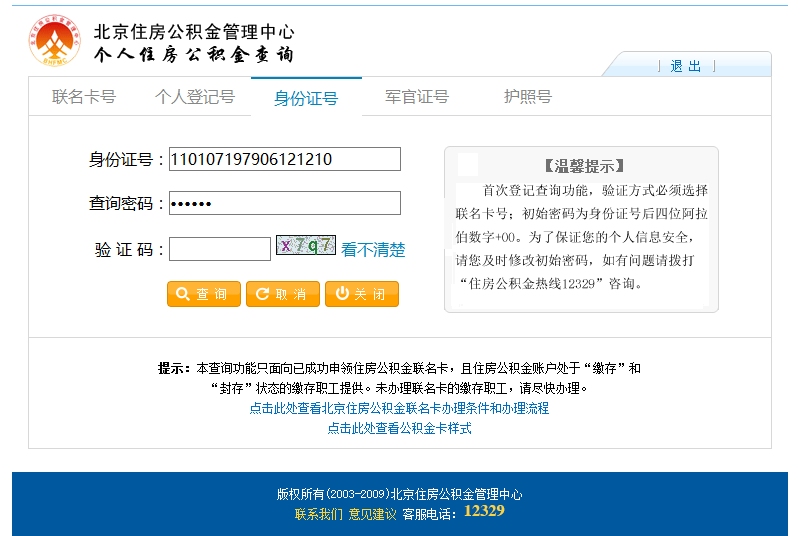 北京住房公积金管理中心
个人住房公积金查询
退 出
联名卡号 个人登记号 身份证号 军官证号 护照号
身份证号：110107197906121210
查询密码：••••••
验 证 码： x7q7 看不清楚
查 询 取 消 关 闭
【温馨提示】
首次登记查询功能，验证方式必须选择
联名卡号；初始密码为身份证号后四位阿拉
伯数字+00。为了保证您的个人信息安全，
请您及时修改初始密码，如有问题请拨打
“住房公积金热线12329”咨询。
提示：本查询功能只面向已成功申领住房公积金联名卡，且住房公积金账户处于“缴存”和
“封存”状态的缴存职工提供。未办理联名卡的缴存职工，请尽快办理。
点击此处查看北京住房公积金联名卡办理条件和办理流程
点击此处查看公积金卡样式
版权所有(2003-2009)北京住房公积金管理中心
联系我们 意见建议 客服电话：12329